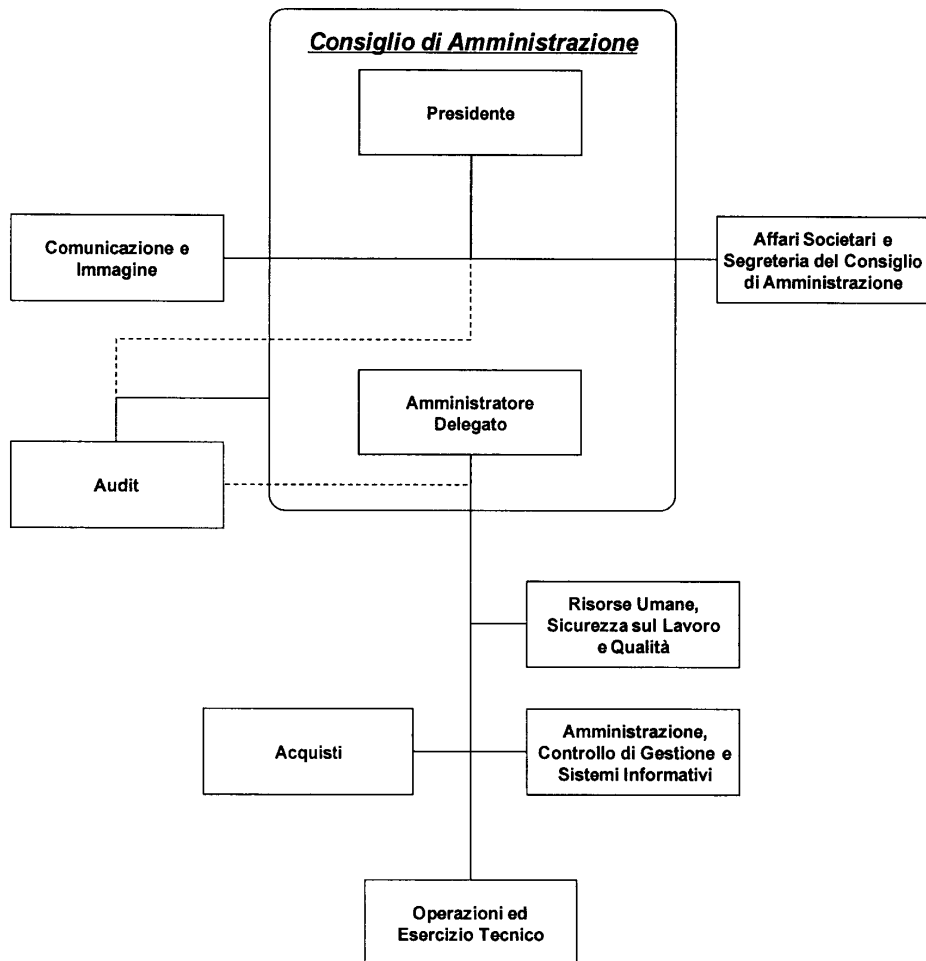 Consiglio di Amministrazione
Presidente
Comunicazione e
Immagine
Affari Societari e
Segreteria del Consiglio
di Amministrazione
Amministratore
Delegato
Audit
Risorse Umane,
Sicurezza sul Lavoro
e Qualità
Acquisti
Amministrazione,
Controllo di Gestione e
Sistemi Informativi
Operazioni ed
Esercizio Tecnico